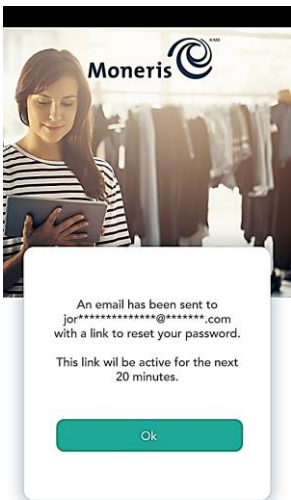 Moneris
An email has been sent to
jor**************@*******.com
with a link to reset your password.
This link will be active for the next
20 minutes.
Ok